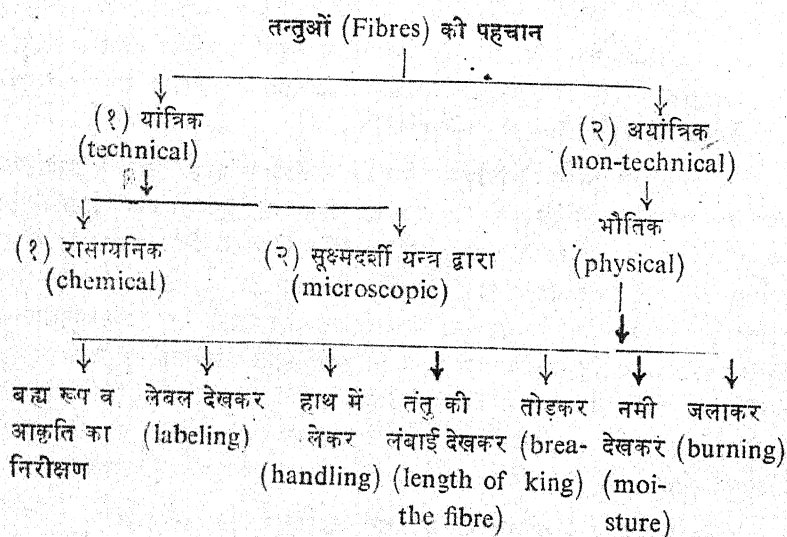 तन्तुओं (Fibres) की पहचान
(१) यांत्रिक
(technical)
(२) अयांत्रिक
(non-technical)
(१) रासायनिक
(chemical)
(२) सूक्ष्मदर्शी यन्त्र द्वारा
(microscopic)
भौतिक
(physical)
बह्य रूप व
आकृति का
निरीक्षण
लेवल देखकर
(labeling)
हाथ में
लेकर
(handling)
तंतू की
लंबाई देखकर
(length of
the fibre)
तोड़कर
(brea-
king)
नमी
देखकर
(moi-
sture)
जलाकर
(burning)